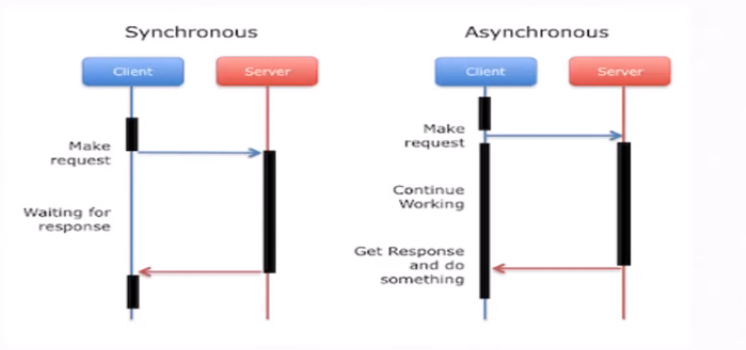 Synchronous
Client
Server
Make
request
Waiting for
response
Asynchronous
Client
Server
Make
request
Continue
Working
Get Response
and do
something